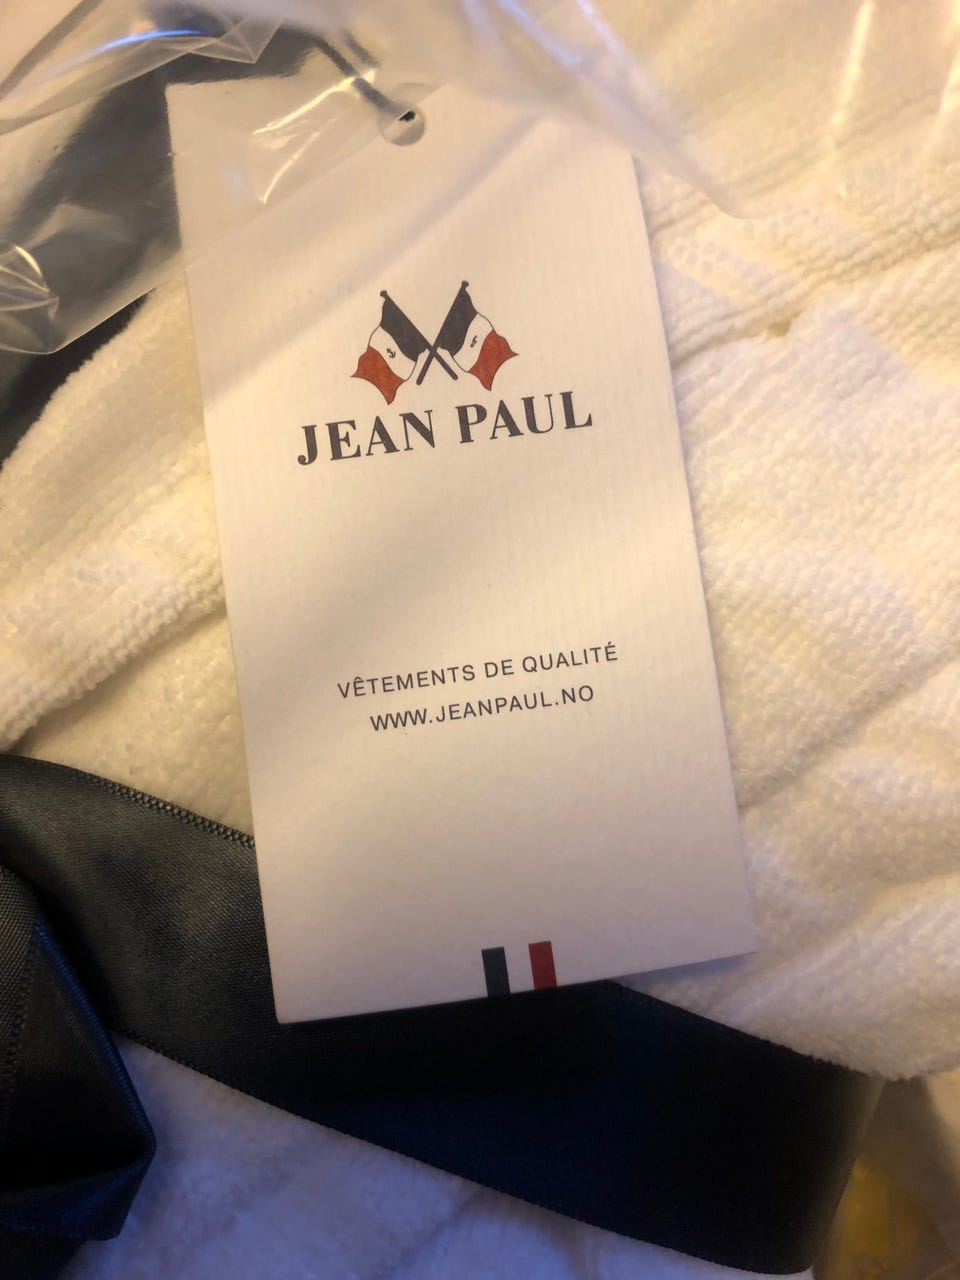 JEAN PAUL
VÊTEMENTS DE QUALITÉ
WWW.JEANPAUL.NO